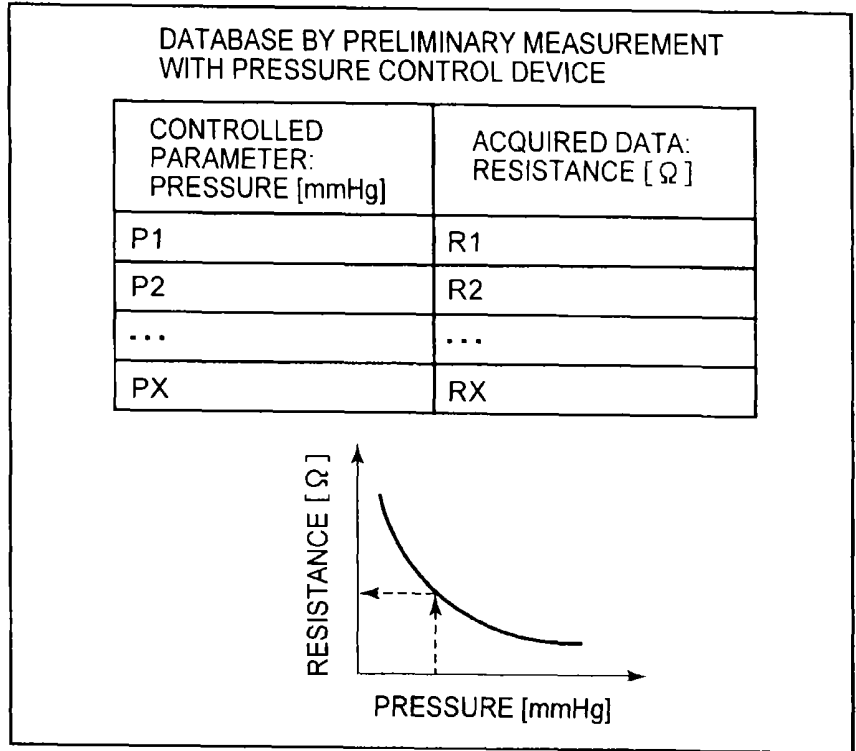 DATABASE BY PRELIMINARY MEASUREMENT
WITH PRESSURE CONTROL DEVICE
CONTROLLED
PARAMETER:
PRESSURE [mmHg]
ACQUIRED DATA:
RESISTANCE [ Ω ]
P1
R1
P2
R2
...
...
PX
RX
RESISTANCE [ Ω ]
PRESSURE [mmHg]